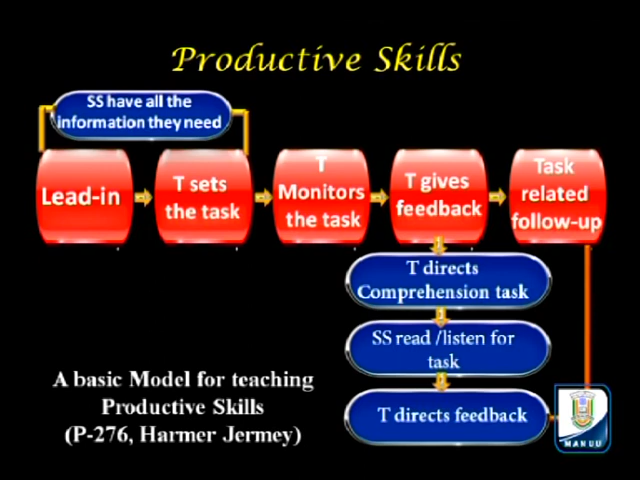 Productive Skills
SS have all the
information they need
Lead-in
T sets
the task
T
Monitors
the task
T gives
feedback
Task
related
follow-up
T directs
Comprehension task
SS read /listen for
task
T directs feedback
A basic Model for teaching
Productive Skills
(P-276, Harmer Jermey)
MANUU